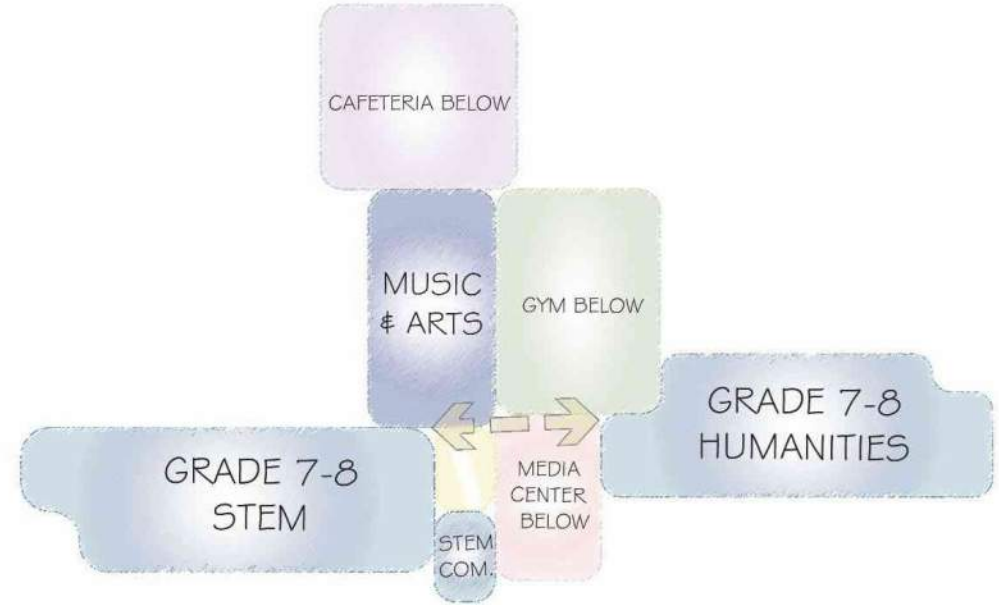 CAFETERIA BELOW
MUSIC
& ARTS
GYM BELOW
GRADE 7-8
HUMANITIES
GRADE 7-8
STEM
MEDIA
CENTER
BELOW
STEM
COM.